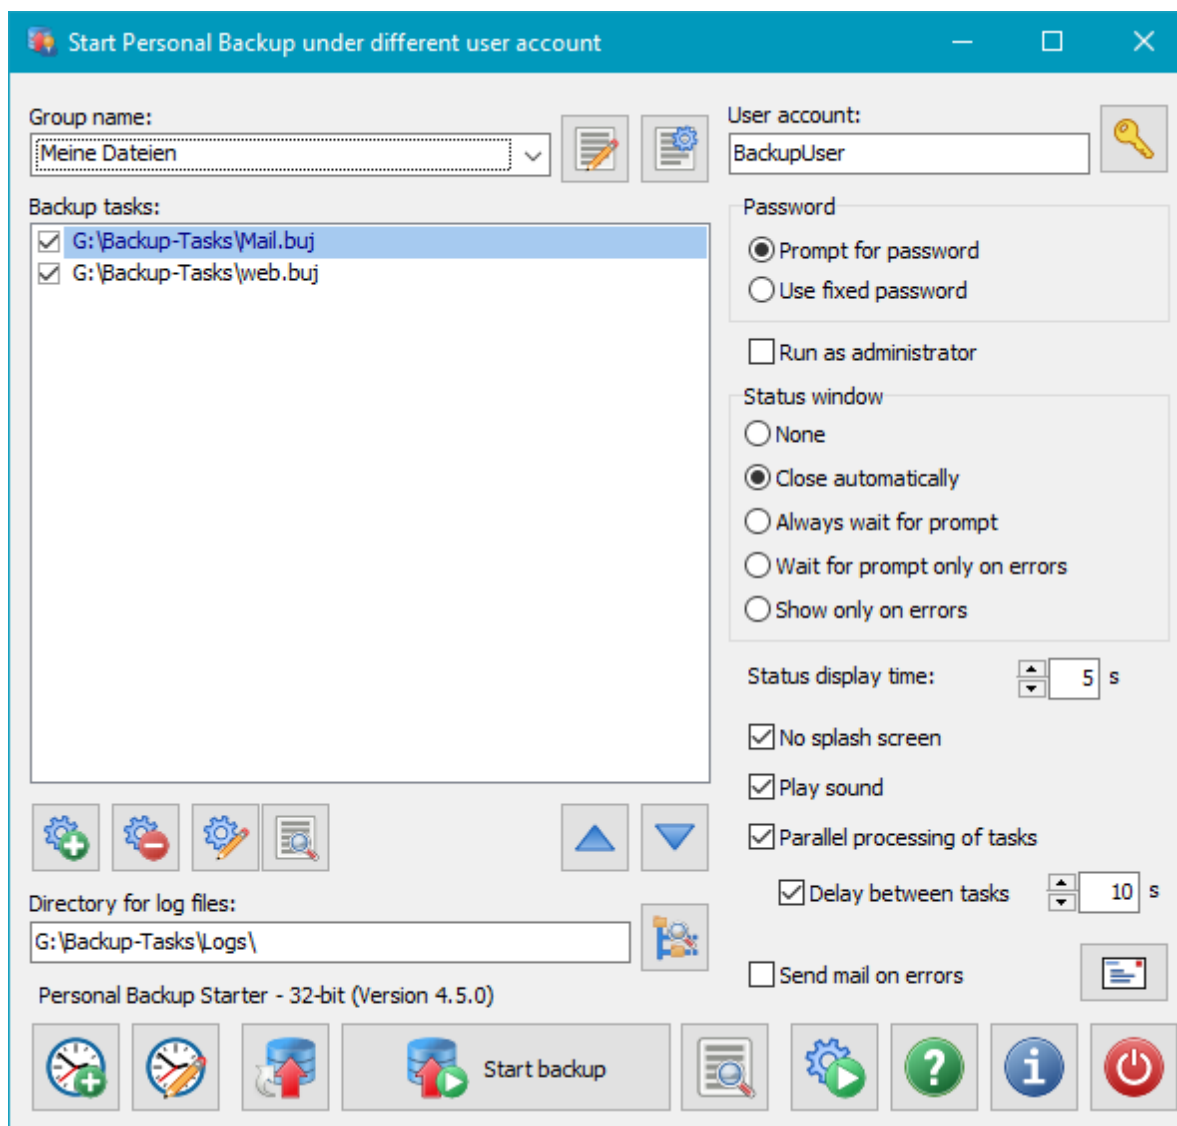 Start Personal Backup under different user account
Group name:
Meine Dateien
Backup tasks:
G:\Backup-Tasks\Mail.buj
G:\Backup-Tasks\web.buj
Directory for log files:
G:\Backup-Tasks\Logs\
Personal Backup Starter - 32-bit (Version 4.5.0)
User account:
BackupUser
Password
Prompt for password
Use fixed password
Run as administrator
Status window
None
Close automatically
Always wait for prompt
Wait for prompt only on errors
Show only on errors
Status display time: 5 s
No splash screen
Play sound
Parallel processing of tasks
Delay between tasks 10 s
Send mail on errors
Start backup